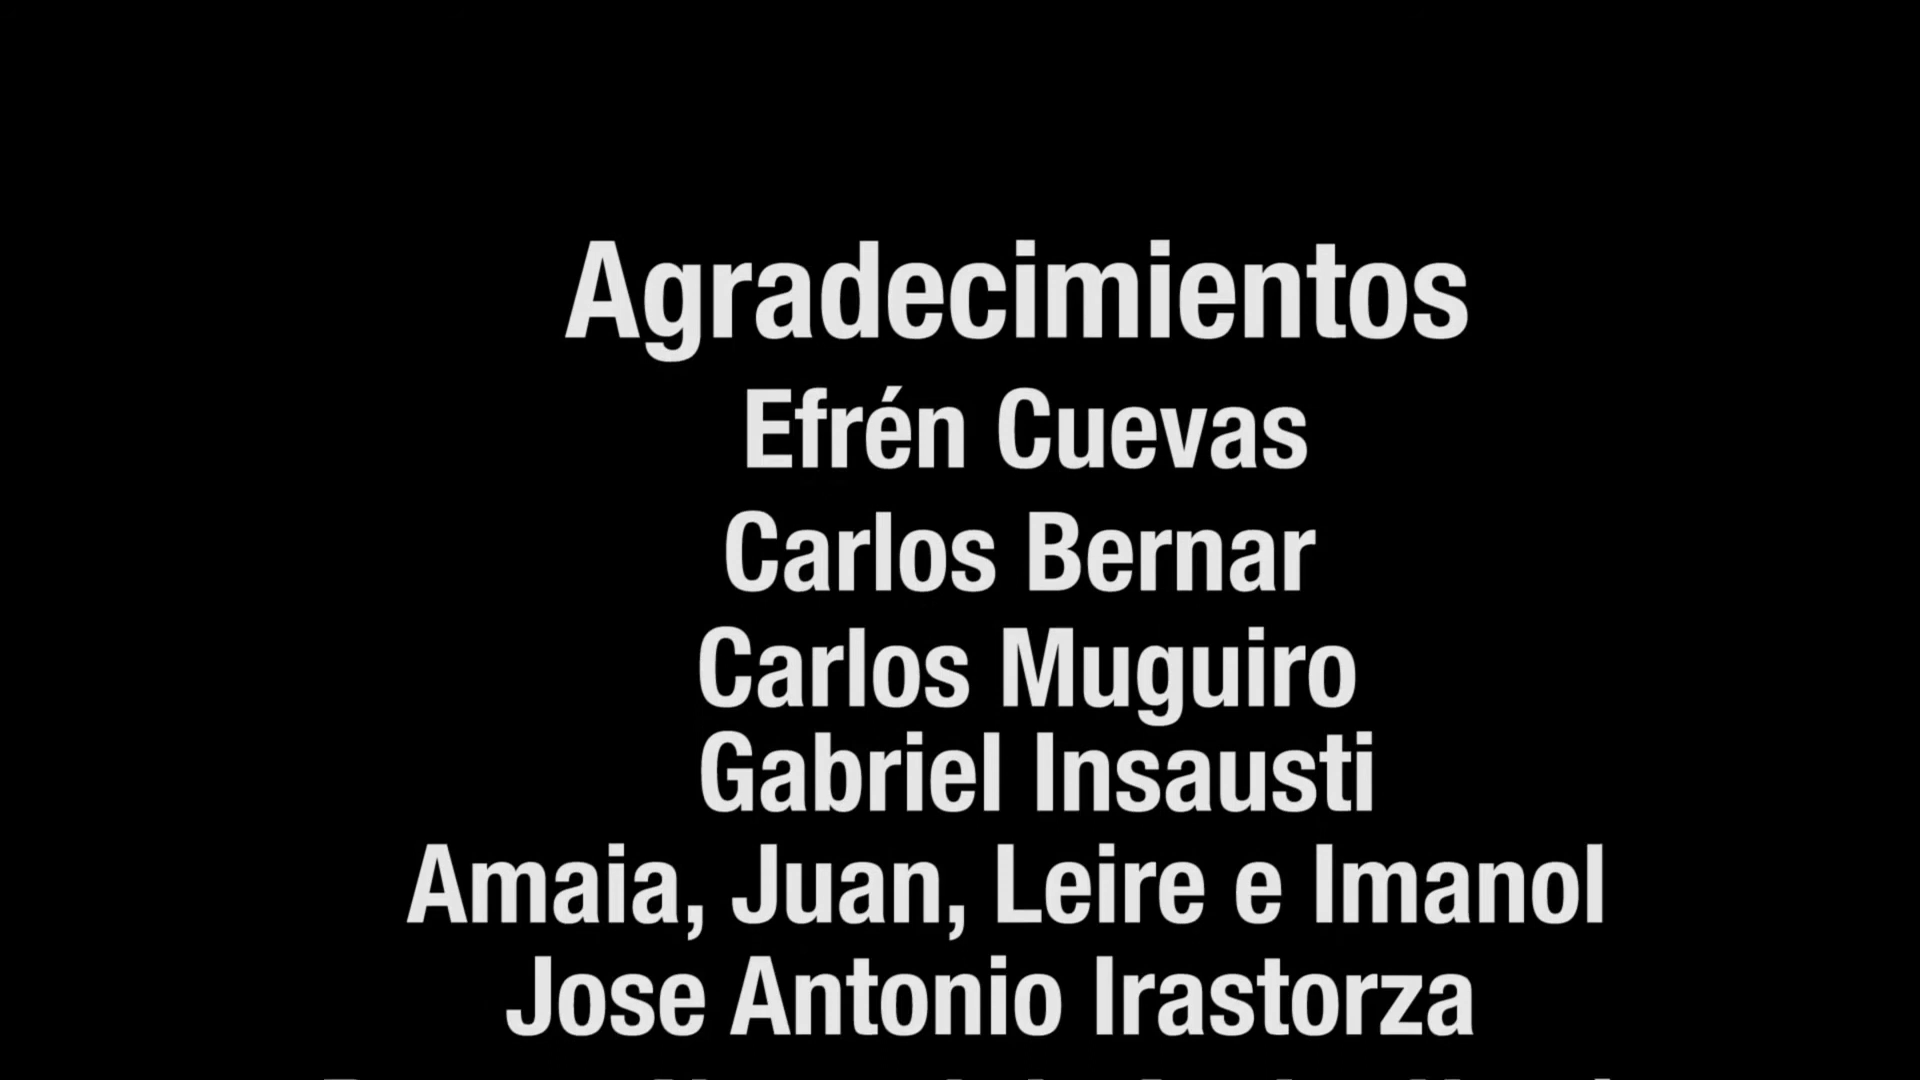 Agradecimientos
Efrén Cuevas
Carlos Bernar
Carlos Muguiro
Gabriel Insausti
Amaia, Juan, Leire e Imanol
Jose Antonio Irastorza